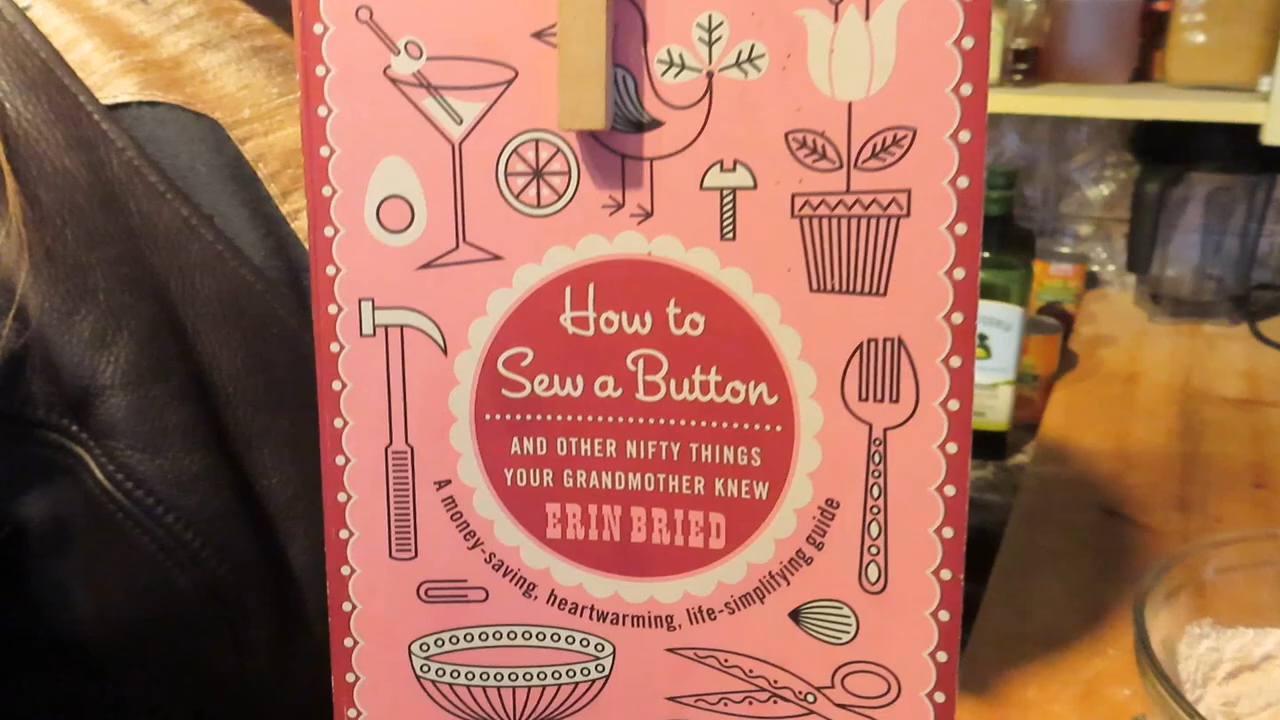 How to
Sew a Button
AND OTHER NIFTY THINGS
YOUR GRANDMOTHER KNEW
ERIN BRIED
A money-saving, heartwarming, life-simplifying guide